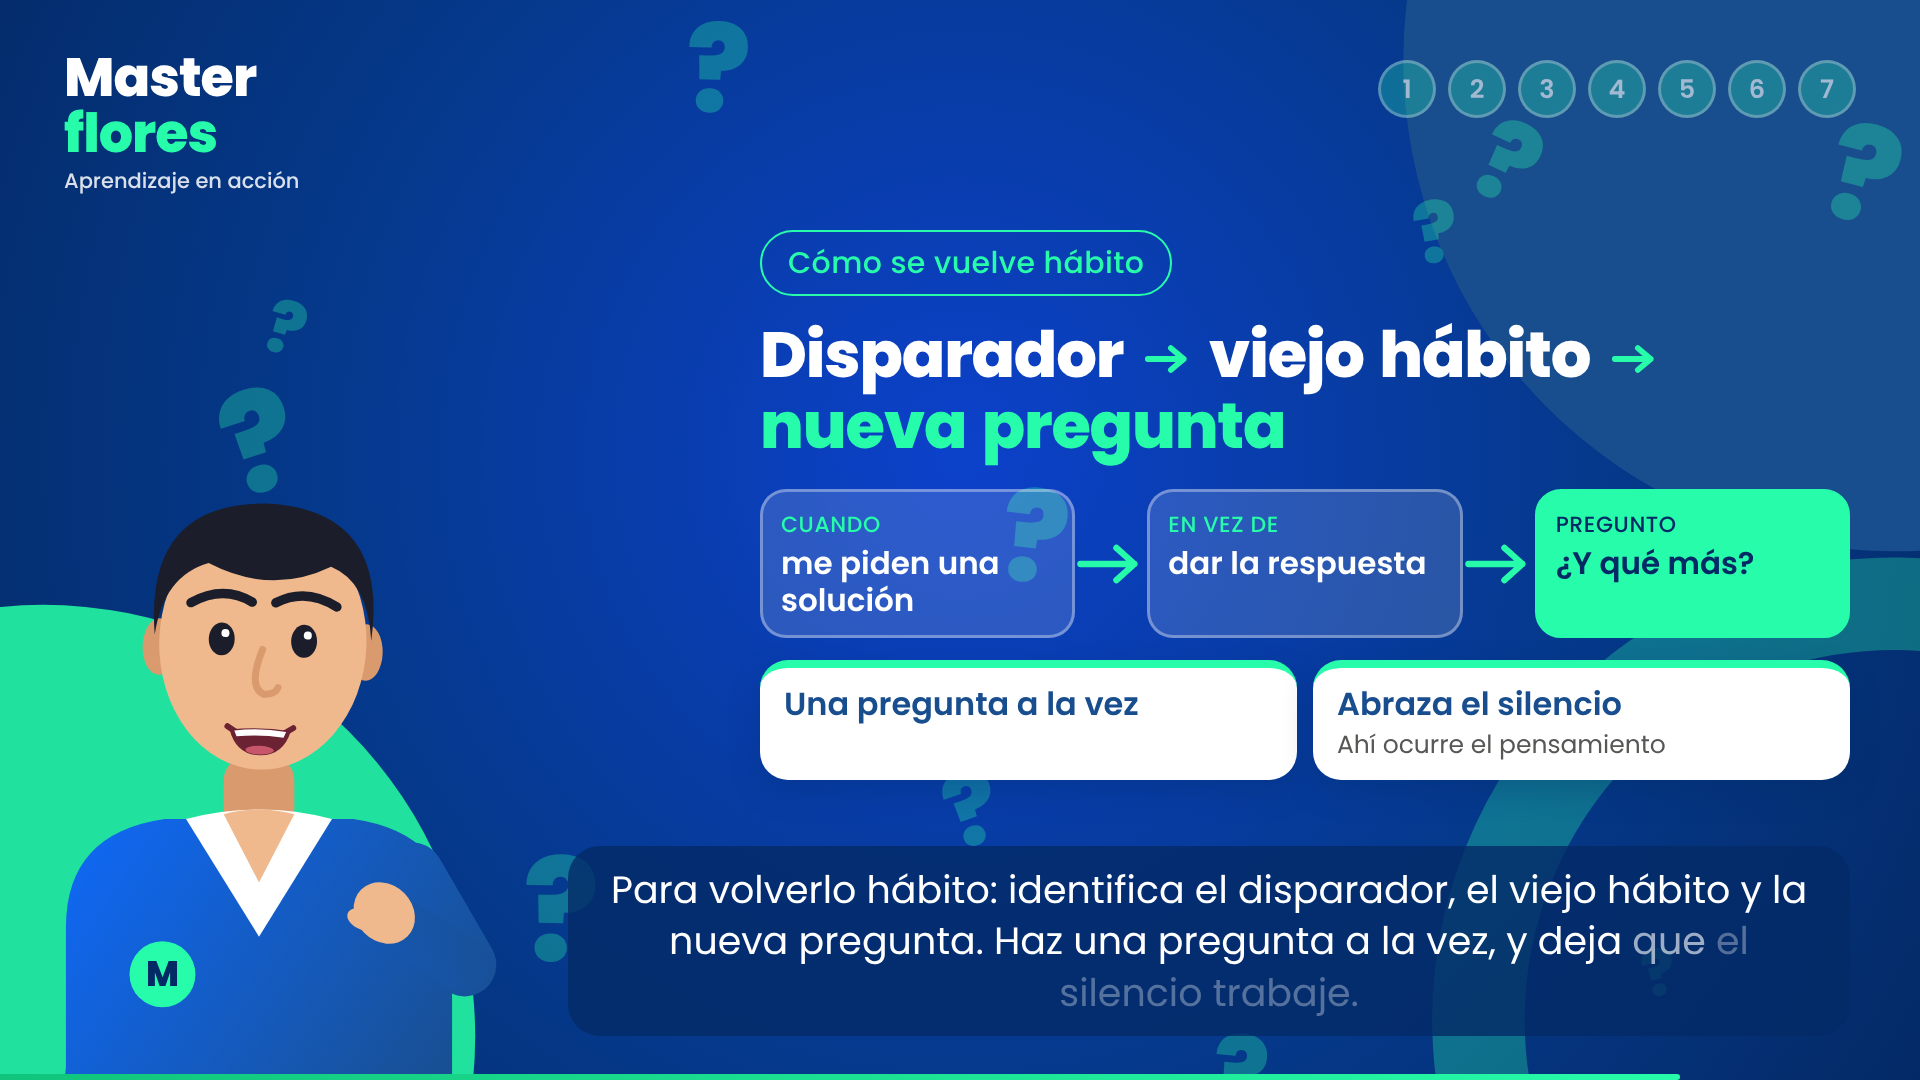 Master
flores
Aprendizaje en acción
1 2 3 4 5 6 7
Cómo se vuelve hábito
Disparador → viejo hábito →
nueva pregunta
CUANDO
me piden una
solución
→
EN VEZ DE
dar la respuesta
→
PREGUNTO
¿Y qué más?
Una pregunta a la vez
Abraza el silencio
Ahí ocurre el pensamiento
M
Para volverlo hábito: identifica el disparador, el viejo hábito y la
nueva pregunta. Haz una pregunta a la vez, y deja que el
silencio trabaje.